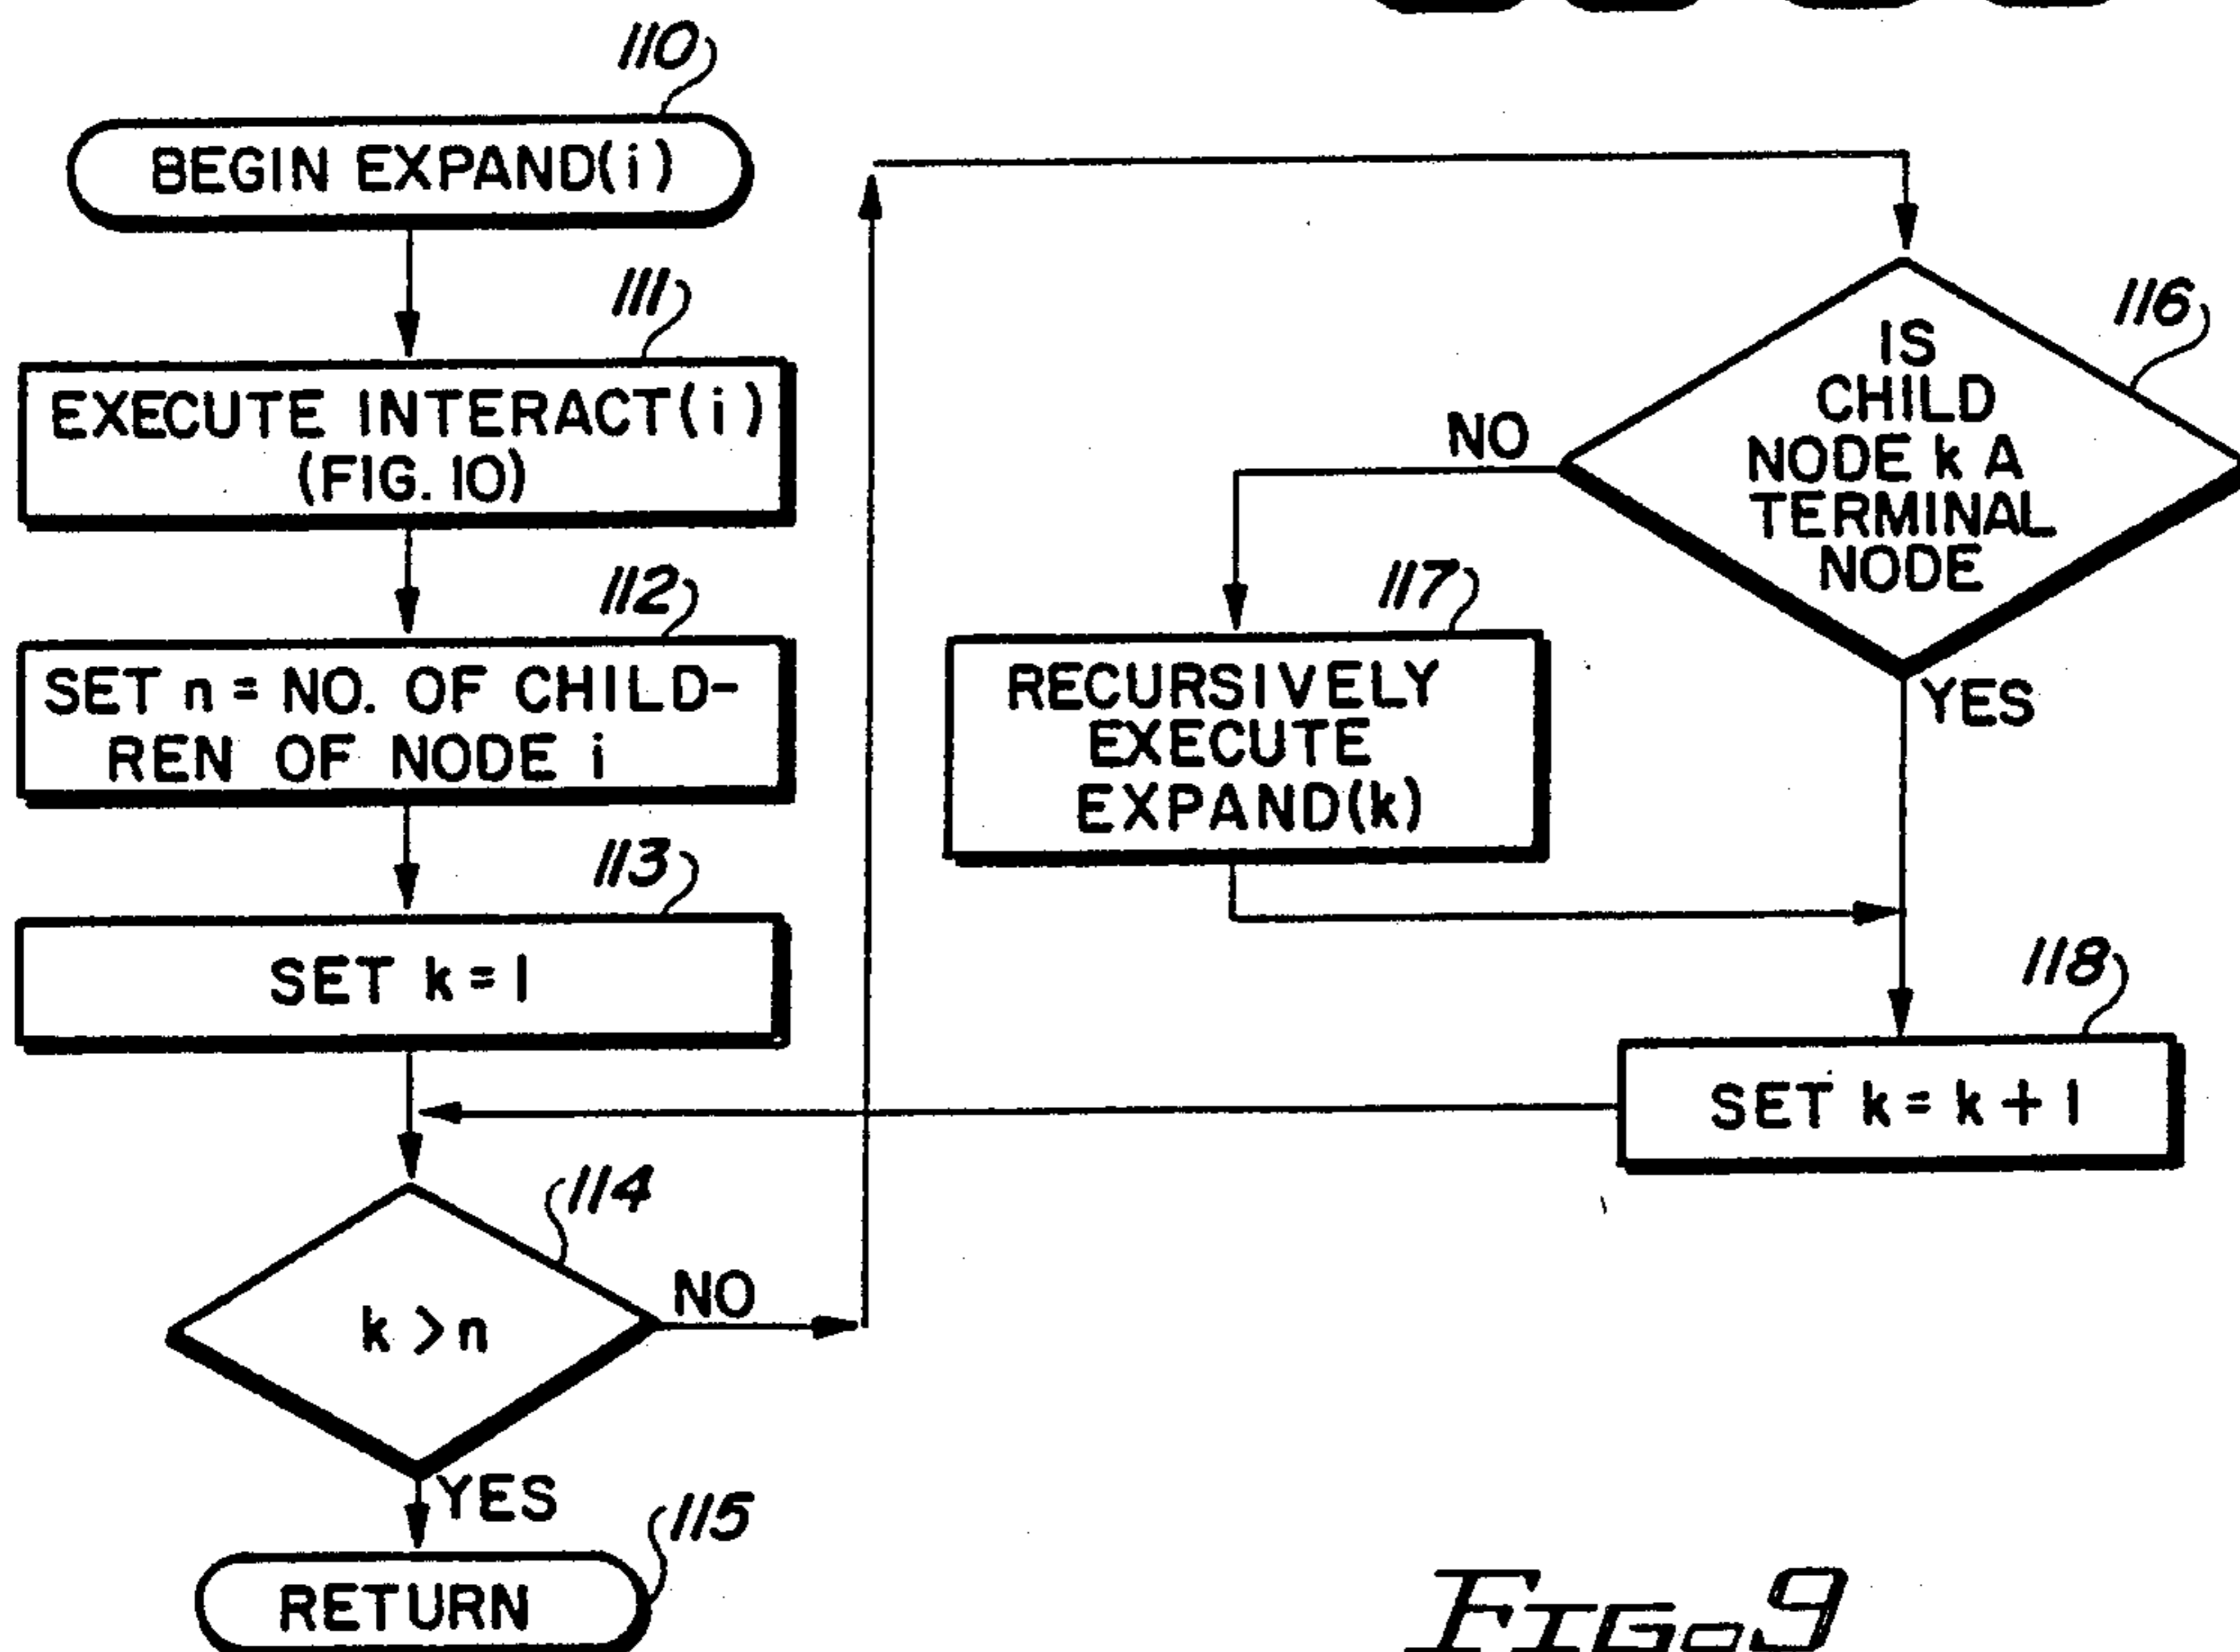 110
BEGIN EXPAND(i)
111
EXECUTE INTERACT(i)
(FIG. 10)
112
SET n = NO. OF CHILD-
REN OF NODE i
113
SET k = 1
114
k > n
NO
YES
115
RETURN
116
IS
CHILD
NODE k A
TERMINAL
NODE
NO
YES
117
RECURSIVELY
EXECUTE
EXPAND(k)
118
SET k = k + 1
FIG. 9